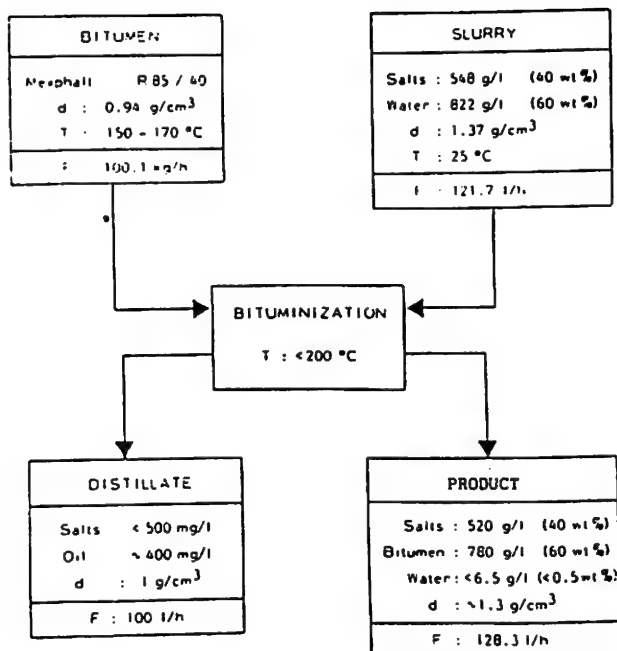 BITUMEN
Mexphalt R 85 / 40
d : 0.94 g/cm³
T : 150 - 170 °C
F : 100.1 kg/h
SLURRY
Salts : 548 g/l (40 wt %)
Water : 822 g/l (60 wt %)
d : 1.37 g/cm³
T : 25 °C
F : 121.7 l/h
BITUMINIZATION
T : <200 °C
DISTILLATE
Salts < 500 mg/l
Oil ~ 400 mg/l
d : 1 g/cm³
F : 100 l/h
PRODUCT
Salts : 520 g/l (40 wt %)
Bitumen : 780 g/l (60 wt %)
Water : <6.5 g/l (<0.5 wt %)
d : ~1.3 g/cm³
F : 128.3 l/h